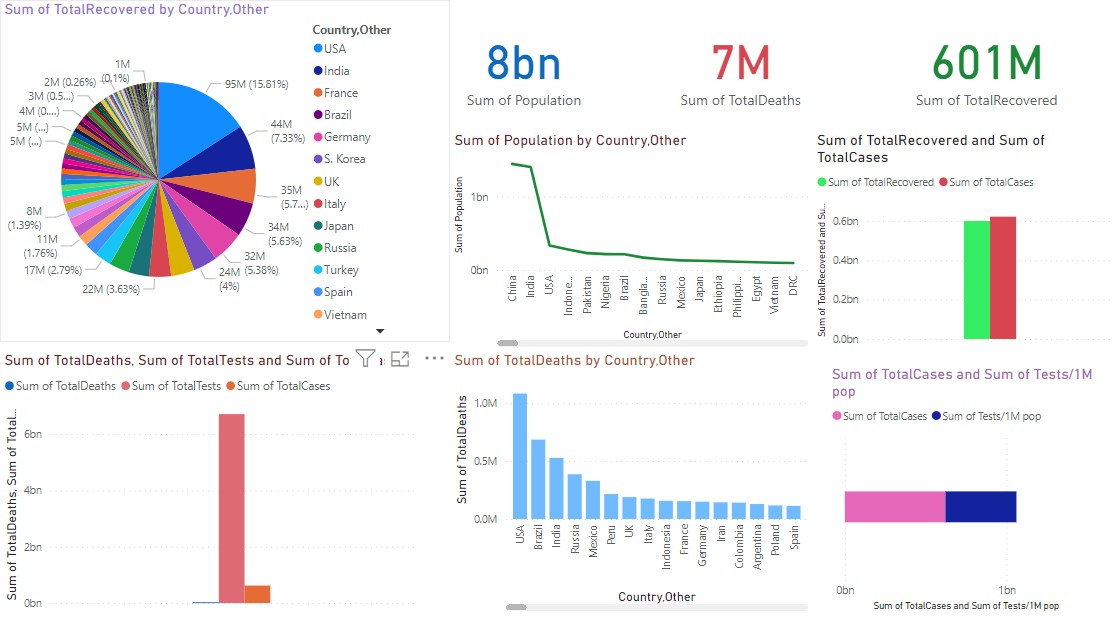 Sum of TotalRecovered by Country,Other
Country,Other
USA
India
France
Brazil
Germany
S. Korea
UK
Italy
Japan
Russia
Turkey
Spain
Vietnam
95M (15.81%)
44M
(7.33%)
35M
(5.7...)
34M
(5.63%)
32M
(5.38%)
24M
(4%)
22M (3.63%)
17M (2.79%)
11M
(1.76%)
8M
(1.39%)
5M (...)
5M (...)
4M (0....)
3M (0.5...)
2M (0.26%)
1M
(0.1%)
8bn
Sum of Population
7M
Sum of TotalDeaths
601M
Sum of TotalRecovered
Sum of Population by Country,Other
Sum of Population
1bn
0bn
China
India
USA
Indone...
Pakistan
Nigeria
Brazil
Bangla...
Russia
Mexico
Japan
Ethiopia
Philippi...
Egypt
Vietnam
DRC
Country,Other
Sum of TotalRecovered and Sum of
TotalCases
Sum of TotalRecovered
Sum of TotalCases
Sum of TotalRecovered and Su...
0.6bn
0.4bn
0.2bn
0.0bn
Sum of TotalDeaths, Sum of TotalTests and Sum of To
Sum of TotalDeaths
Sum of TotalTests
Sum of TotalCases
Sum of TotalDeaths, Sum of Total...
6bn
4bn
2bn
0bn
Sum of TotalDeaths by Country,Other
Sum of TotalDeaths
1.0M
0.5M
0.0M
USA
Brazil
India
Russia
Mexico
Peru
UK
Italy
Indonesia
France
Germany
Iran
Colombia
Argentina
Poland
Spain
Country,Other
Sum of TotalCases and Sum of Tests/1M
pop
Sum of TotalCases
Sum of Tests/1M pop
0bn
1bn
Sum of TotalCases and Sum of Tests/1M pop